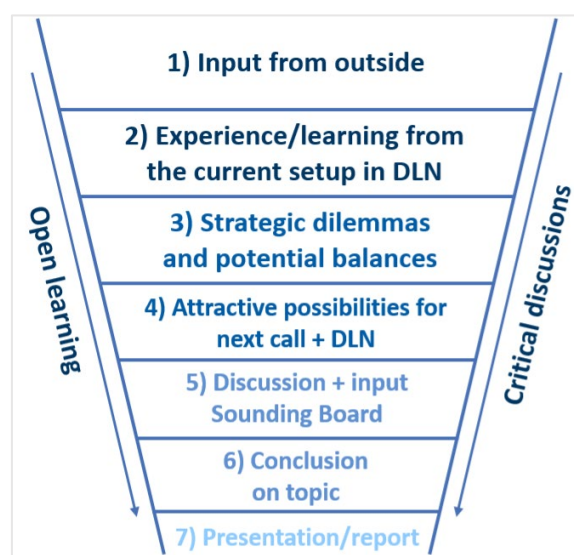 1) Input from outside
2) Experience/learning from
the current setup in DLN
3) Strategic dilemmas
and potential balances
4) Attractive possibilities for
next call + DLN
5) Discussion + input
Sounding Board
6) Conclusion
on topic
7) Presentation/report
Open learning
Critical discussions